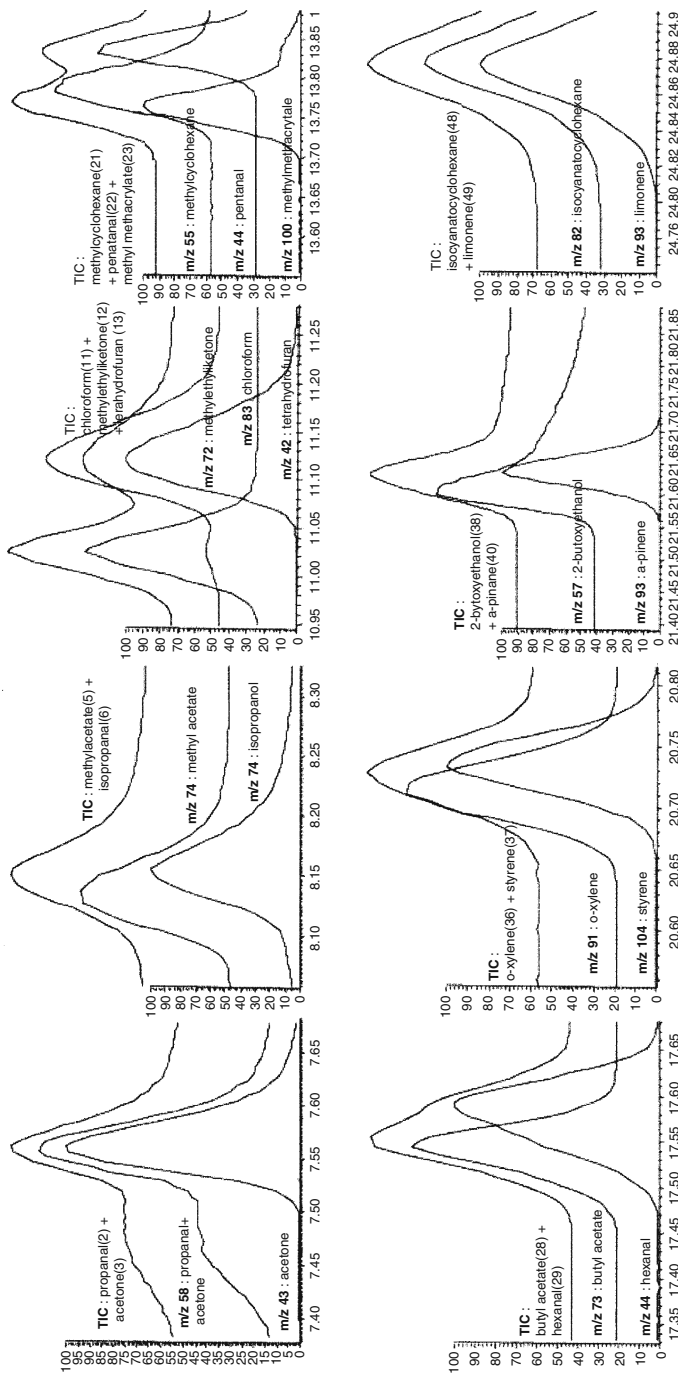 100
95
90
85
80
75
70
65
60
55
50
45
40
35
30
25
20
15
10
5
0
TIC : propanal(2) +
acetone(3)
m/z 58 : propanal+
acetone
m/z 43 : acetone
7.40 7.45 7.50 7.55 7.60 7.65
100
90
80
70
60
50
40
30
20
10
0
TIC : methylacetate(5) +
isopropanal(6)
m/z 74 : methyl acetate
m/z 74 : isopropanol
8.10 8.15 8.20 8.25 8.30
100
90
80
70
60
50
40
30
20
10
0
TIC :
chloroform(11) +
methylethyliketone(12)
+terahydrofuran (13)
m/z 72 : methylethylketone
m/z 83 : chloroform
m/z 42 : tetrahydrofuran
10.95 11.00 11.05 11.10 11.15 11.20 11.25
100
90
80
70
60
50
40
30
20
10
0
TIC :
methylcyclohexane(21)
+ penatanal(22) +
methyl methacrylate(23)
m/z 55 : methylcyclohexane
m/z 44 : pentanal
m/z 100 : methylmethacrytale
13.60 13.65 13.70 13.75 13.80 13.85 1
100
90
80
70
60
50
40
30
20
10
0
TIC :
butyl acetate(28) +
hexanal(29)
m/z 73 : butyl acetate
m/z 44 : hexanal
17.35 17.40 17.45 17.50 17.55 17.60 17.65
100
90
80
70
60
50
40
30
20
10
0
TIC :
o-xylene(36) + styrene(37)
m/z 91 : o-xylene
m/z 104 : styrene
20.60 20.65 20.70 20.75 20.80
100
90
80
70
60
50
40
30
20
10
0
TIC :
2-bytoxyethanol(38)
+ a-pinane(40)
m/z 57 : 2-butoxyethanol
m/z 93 : a-pinene
21.40 21.45 21.50 21.55 21.60 21.65 21.70 21.75 21.80 21.85
100
90
80
70
60
50
40
30
20
10
0
TIC :
isocyanatocyclohexane(48)
+ limonene(49)
m/z 82 : isocyanatocyclohexane
m/z 93 : limonene
24.76 24.80 24.82 24.84 24.86 24.88 24.9